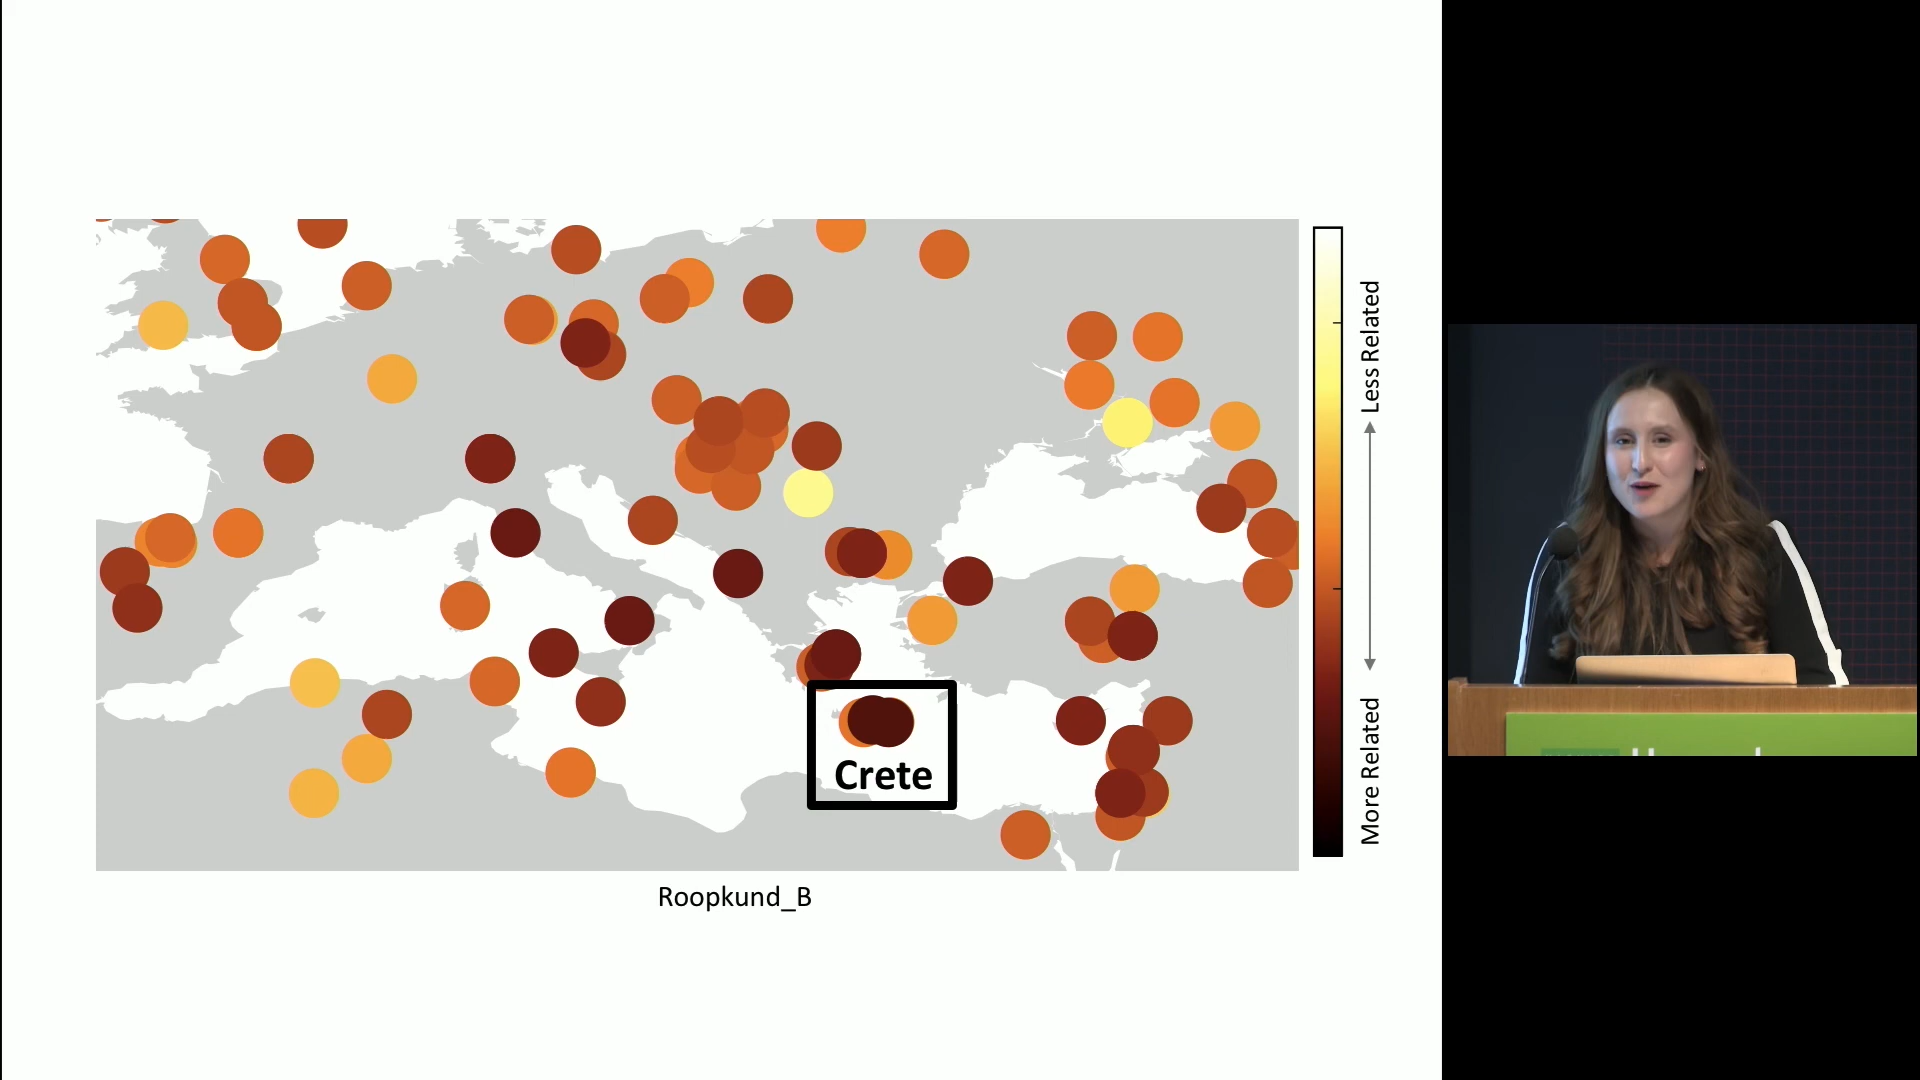 Less Related
More Related
Crete
Roopkund_B